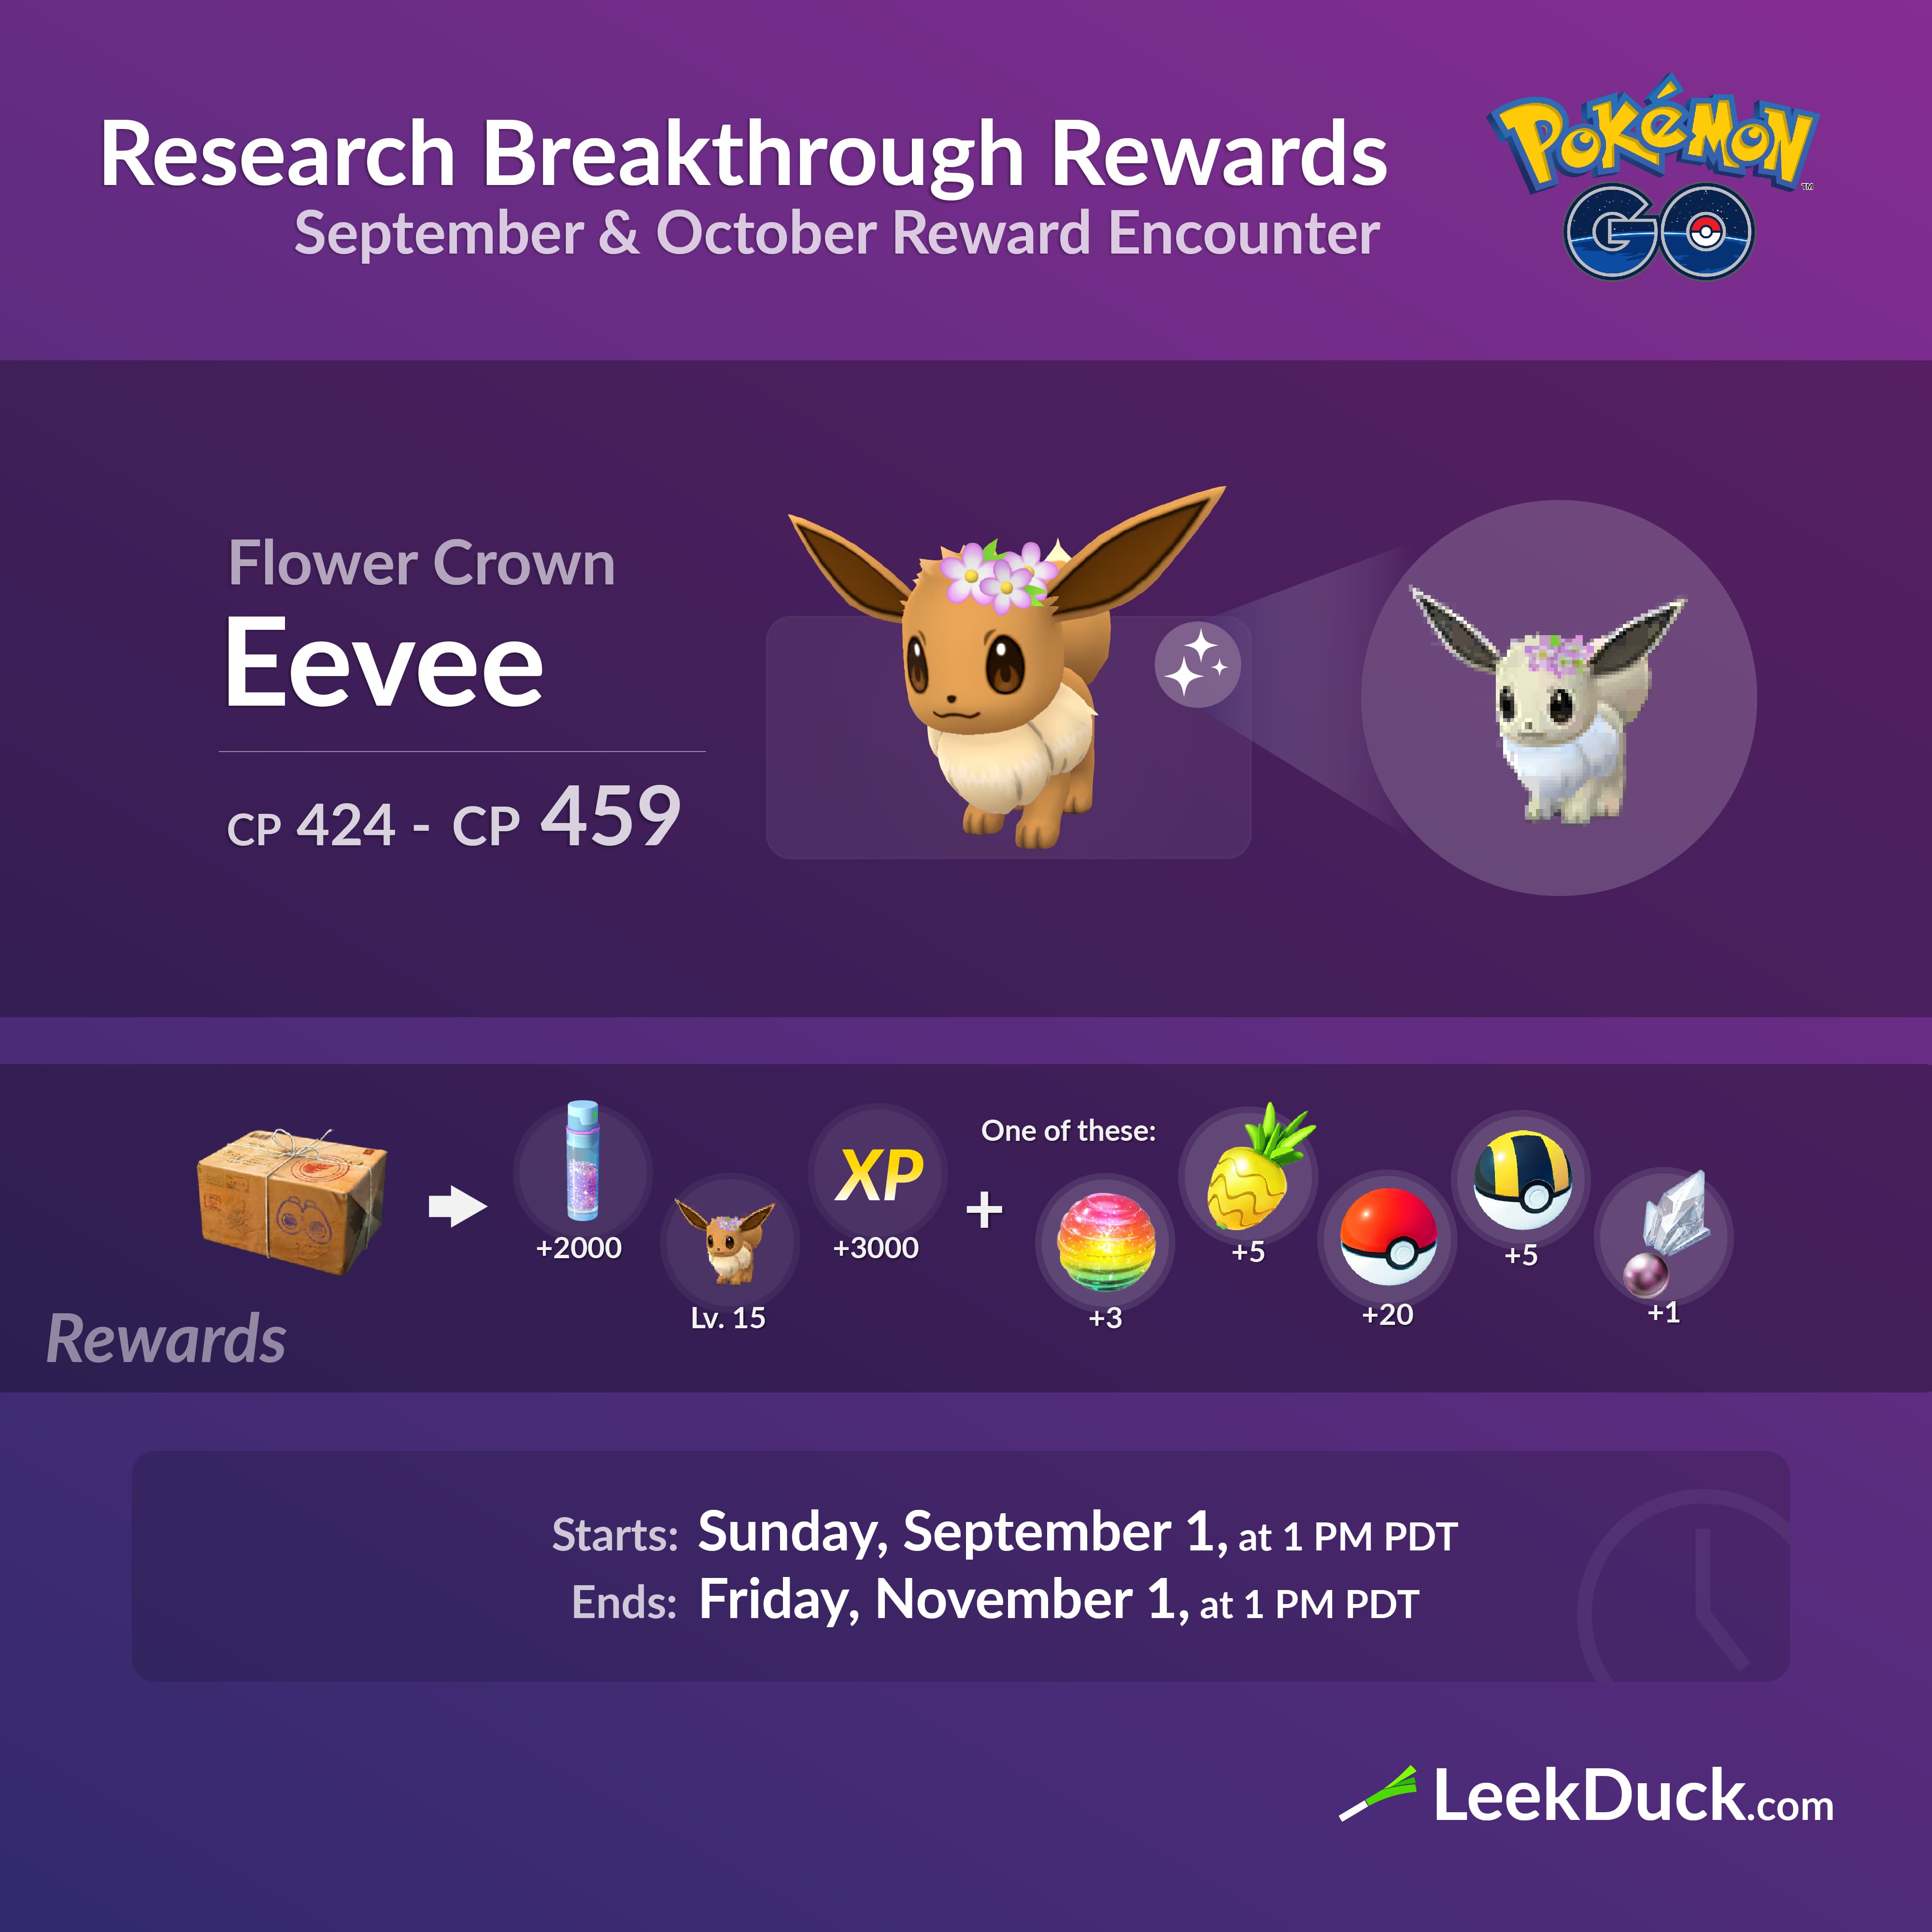 Research Breakthrough Rewards
September & October Reward Encounter
POKéMON
TM
GO
Flower Crown
Eevee
CP 424 - CP 459
One of these:
XP
+
+2000
Lv. 15
+3000
+3
+5
+20
+5
+1
Rewards
Starts: Sunday, September 1, at 1 PM PDT
Ends: Friday, November 1, at 1 PM PDT
LeekDuck.com